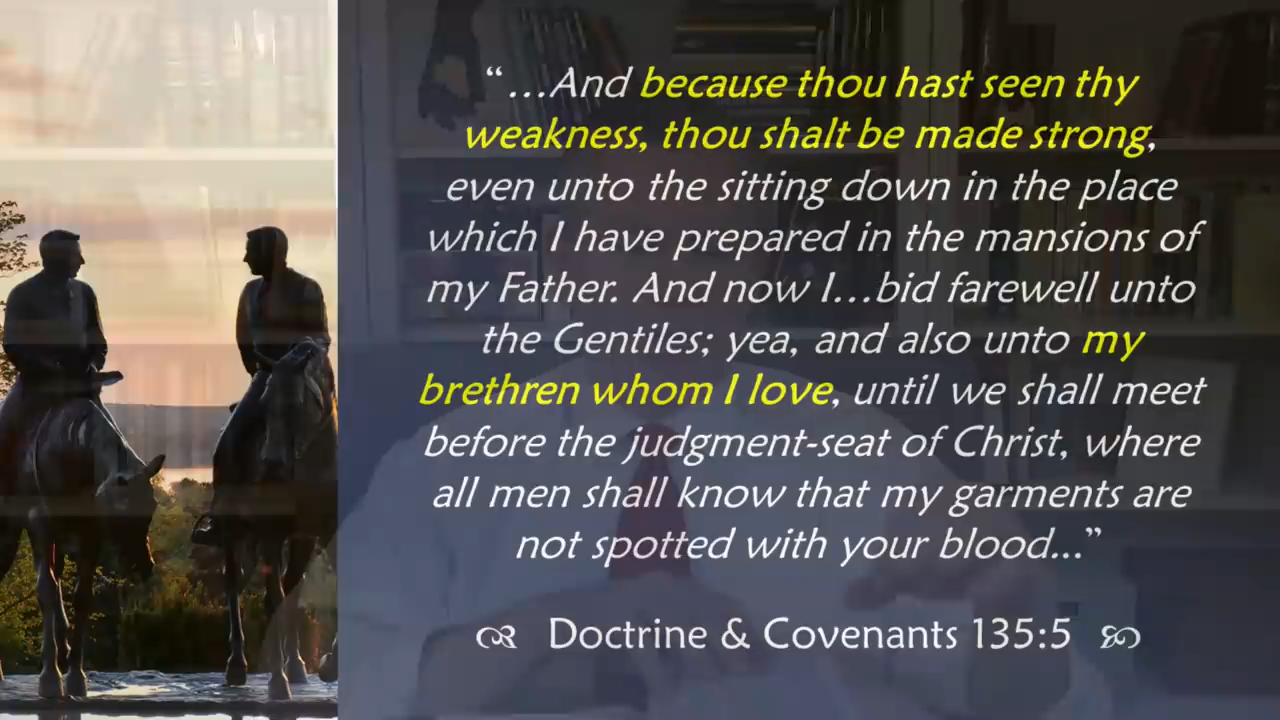 “…And because thou hast seen thy
weakness, thou shalt be made strong,
even unto the sitting down in the place
which I have prepared in the mansions of
my Father. And now I…bid farewell unto
the Gentiles; yea, and also unto my
brethren whom I love, until we shall meet
before the judgment-seat of Christ, where
all men shall know that my garments are
not spotted with your blood...”
Doctrine & Covenants 135:5